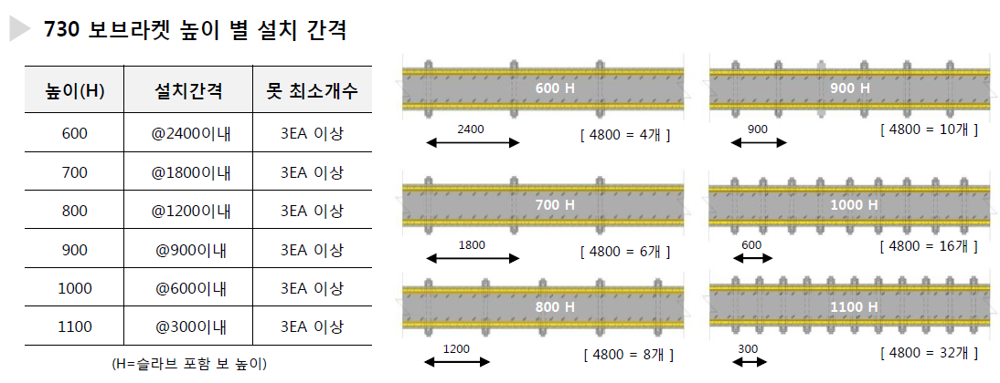 730 보브라켓 높이 별 설치 간격
높이(H) 설치간격 못 최소개수
600 @2400이내 3EA 이상
700 @1800이내 3EA 이상
800 @1200이내 3EA 이상
900 @900이내 3EA 이상
1000 @600이내 3EA 이상
1100 @300이내 3EA 이상
(H=슬라브 포함 보 높이)
600 H
2400
[ 4800 = 4개 ]
900 H
900
[ 4800 = 10개 ]
700 H
1800
[ 4800 = 6개 ]
1000 H
600
[ 4800 = 16개 ]
800 H
1200
[ 4800 = 8개 ]
1100 H
300
[ 4800 = 32개 ]